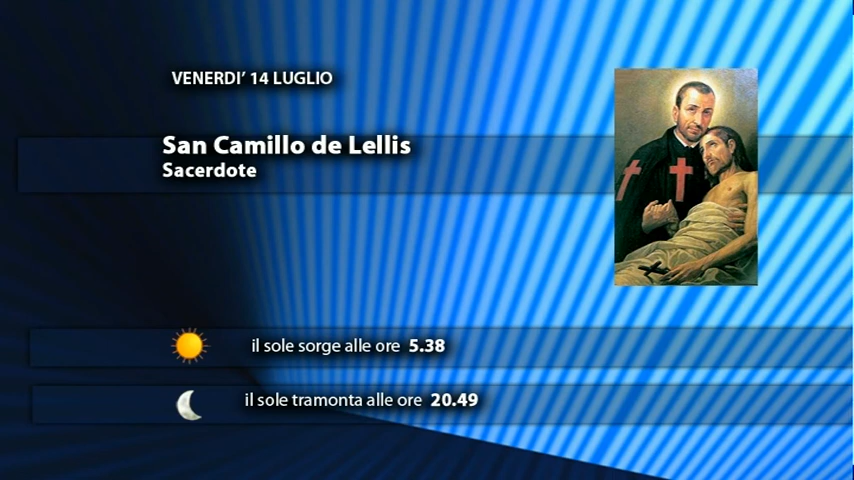 VENERDI’ 14 LUGLIO
San Camillo de Lellis
Sacerdote
il sole sorge alle ore 5.38
il sole tramonta alle ore 20.49